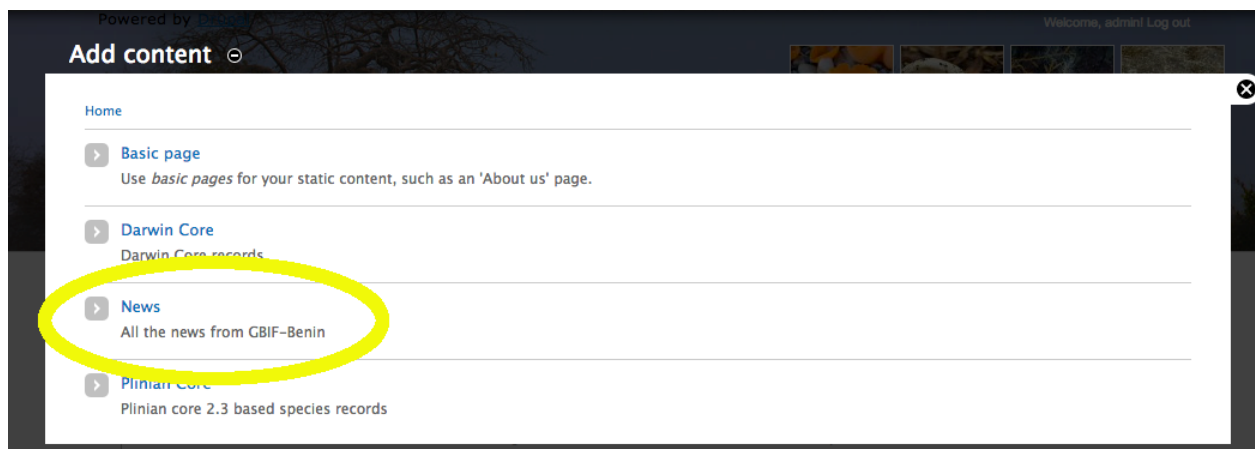 Powered by Drupal
Welcome, admin! Log out
Add content
Home
Basic page
Use basic pages for your static content, such as an 'About us' page.
Darwin Core
Darwin Core records
News
All the news from GBIF-Benin
Plinian Core
Plinian core 2.3 based species records